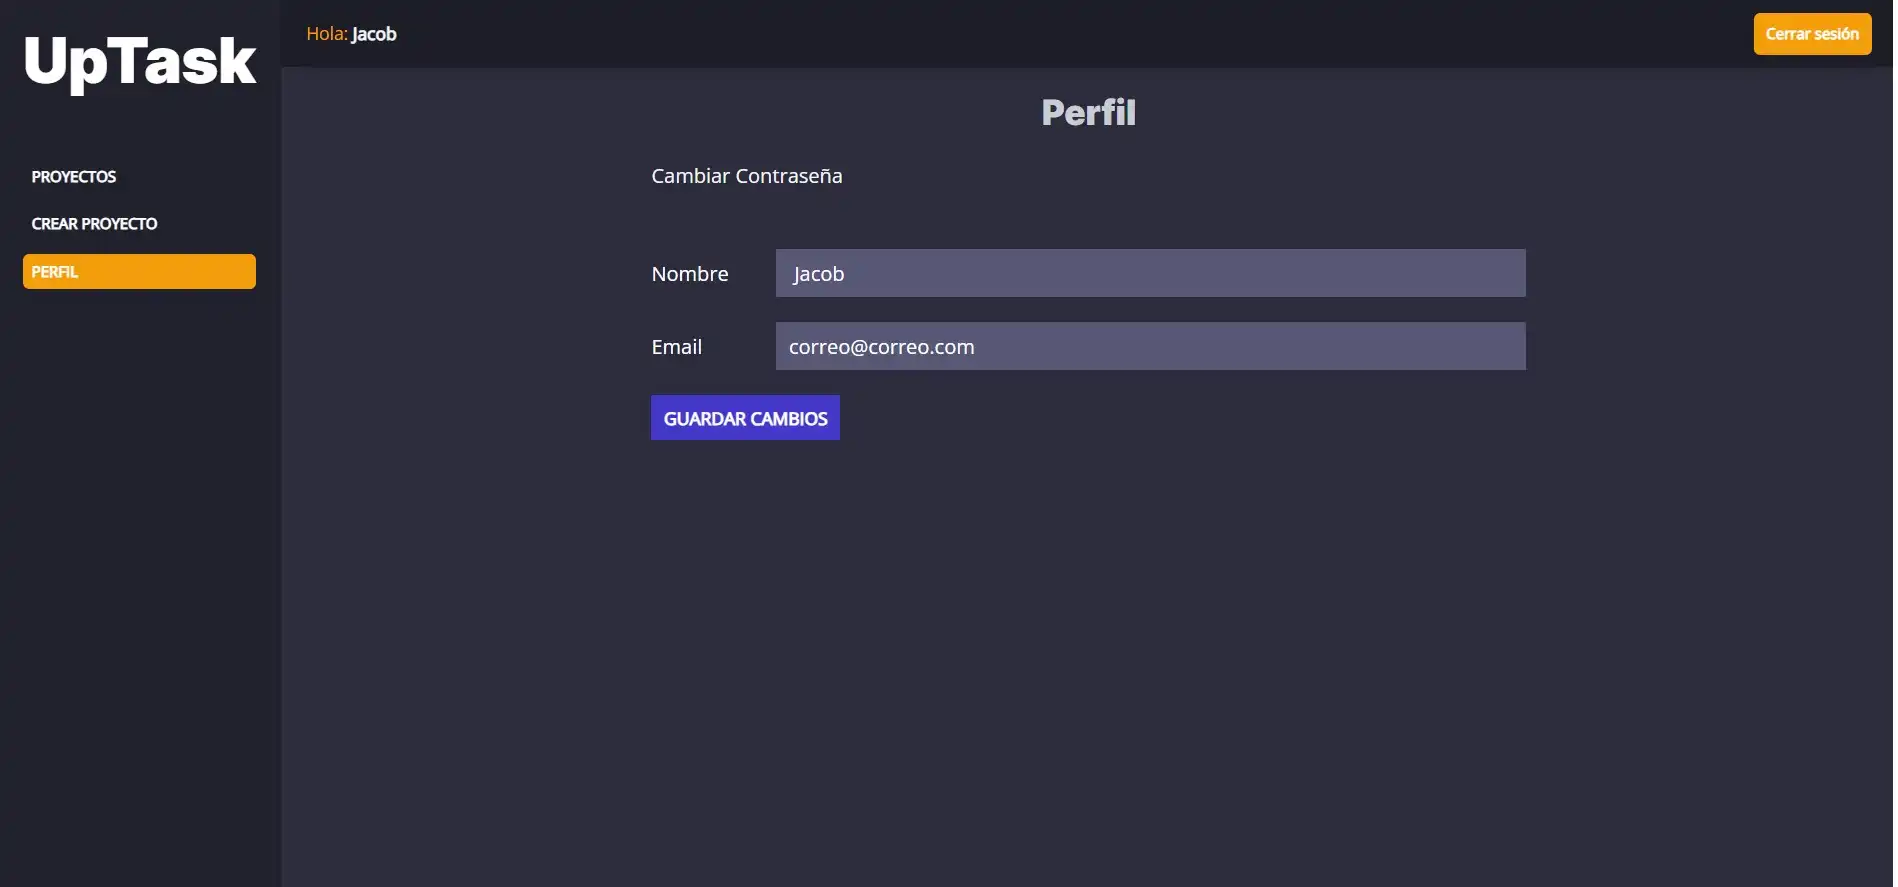 UpTask
PROYECTOS
CREAR PROYECTO
PERFIL
Hola: Jacob
Cerrar sesión
Perfil
Cambiar Contraseña
Nombre
Jacob
Email
correo@correo.com
GUARDAR CAMBIOS